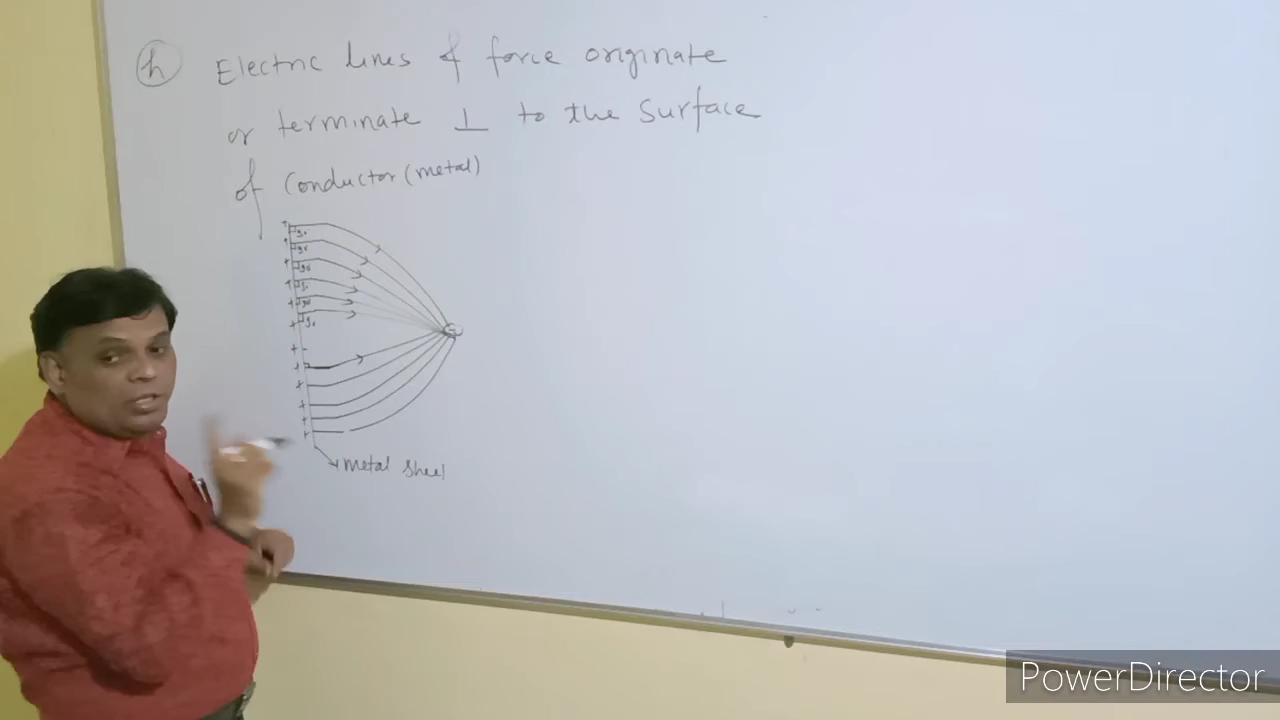 h Electric lines of force originate
or terminate ⊥ to the surface
of conductor (metal)
metal sheet
PowerDirector